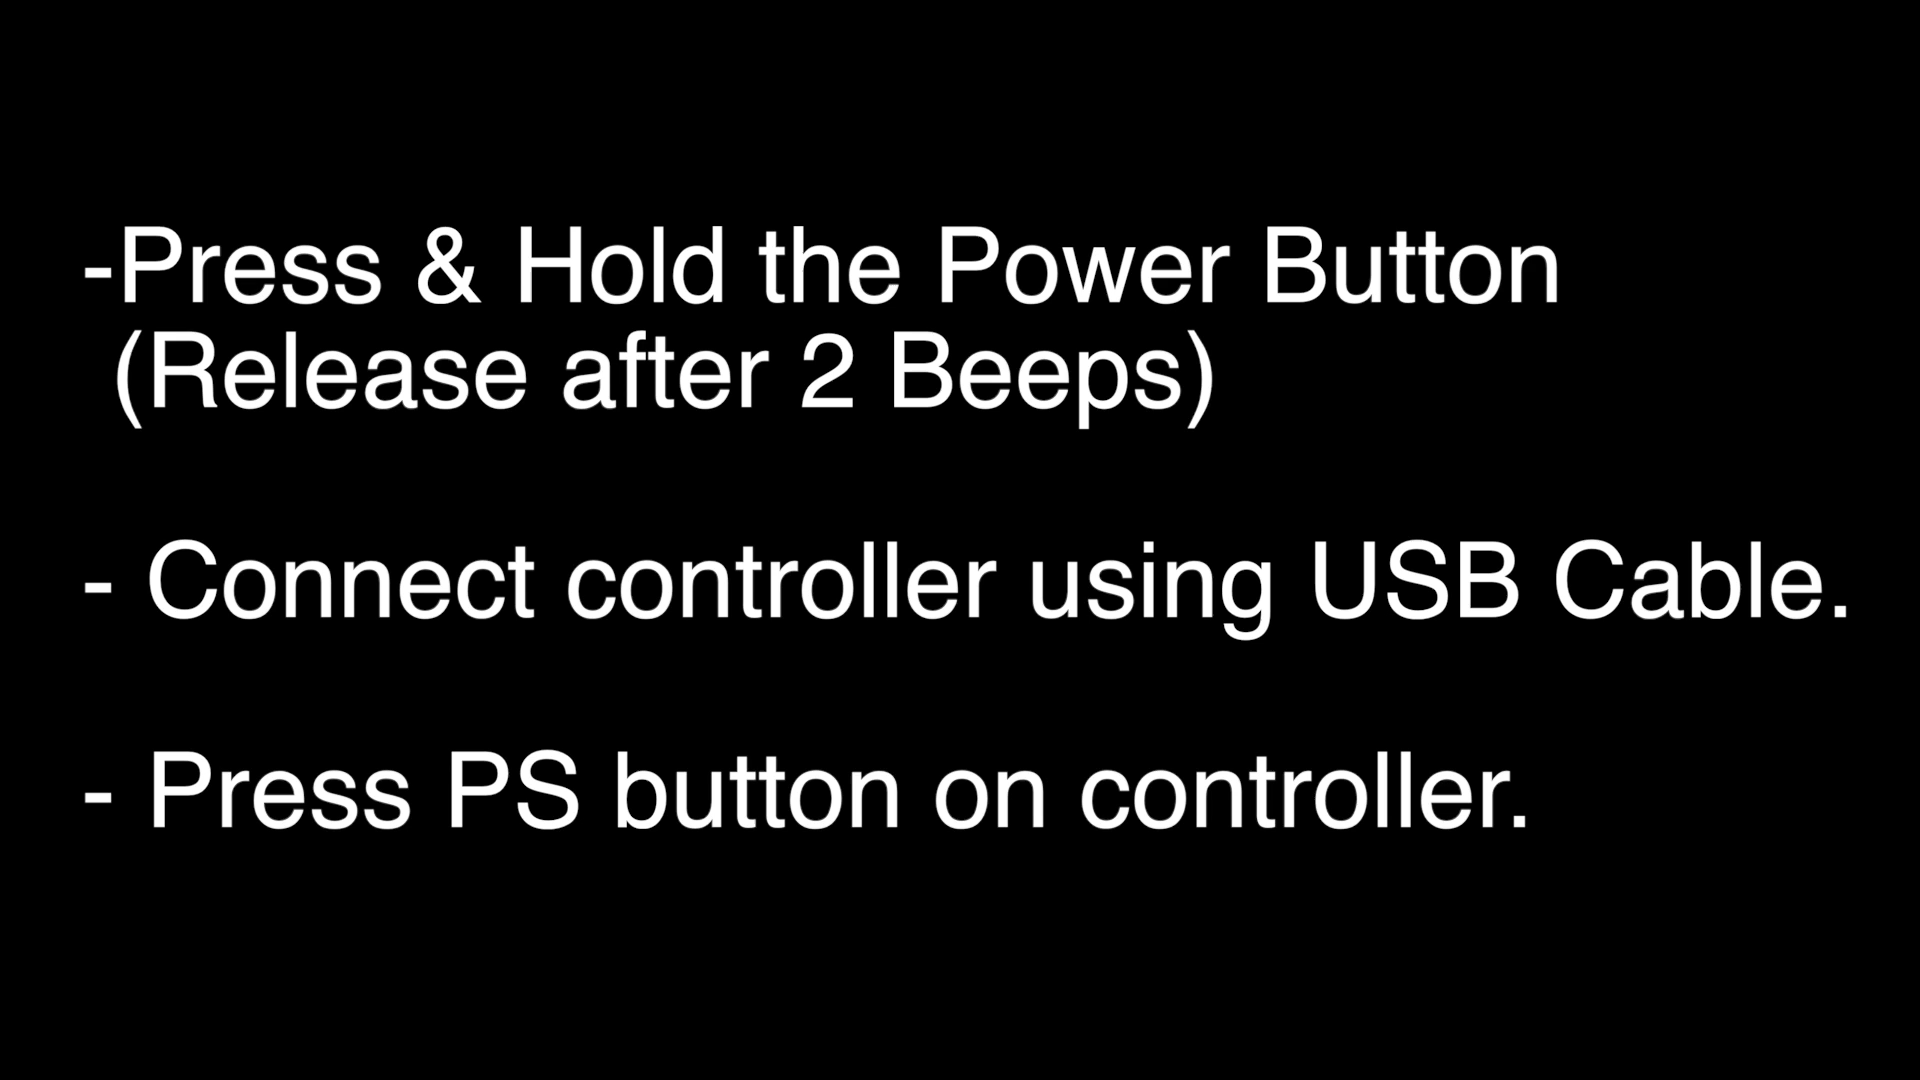 -Press & Hold the Power Button
(Release after 2 Beeps)
- Connect controller using USB Cable.
- Press PS button on controller.